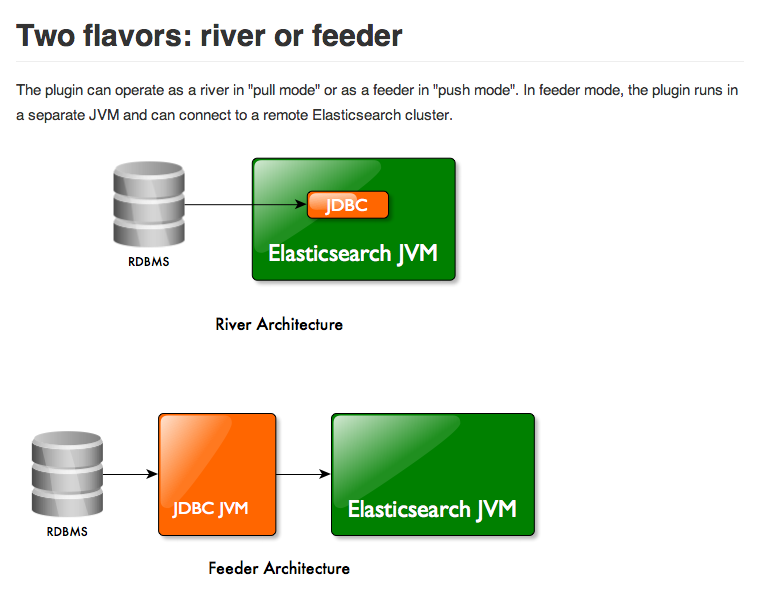 Two flavors: river or feeder
The plugin can operate as a river in "pull mode" or as a feeder in "push mode". In feeder mode, the plugin runs in
a separate JVM and can connect to a remote Elasticsearch cluster.
JDBC
Elasticsearch JVM
RDBMS
River Architecture
JDBC JVM
Elasticsearch JVM
RDBMS
Feeder Architecture